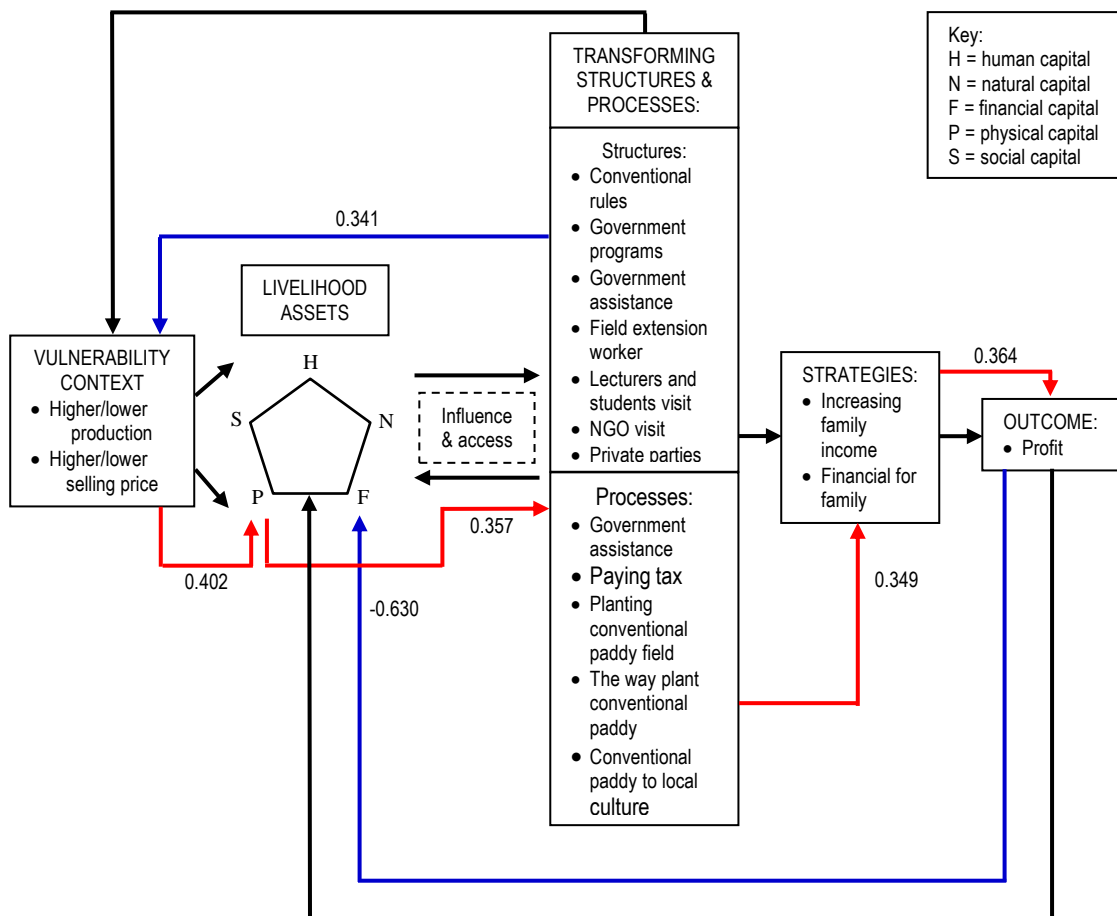 TRANSFORMING
STRUCTURES &
PROCESSES:
Key:
H = human capital
N = natural capital
F = financial capital
P = physical capital
S = social capital
Structures:
• Conventional
rules
• Government
programs
• Government
assistance
• Field extension
worker
• Lecturers and
students visit
• NGO visit
• Private parties
0.341
LIVELIHOOD
ASSETS
VULNERABILITY
CONTEXT
• Higher/lower
production
• Higher/lower
selling price
H
S
N
P
F
Influence
& access
STRATEGIES:
• Increasing
family
income
• Financial for
family
0.364
OUTCOME:
• Profit
Processes:
• Government
assistance
• Paying tax
• Planting
conventional
paddy field
• The way plant
conventional
paddy
• Conventional
paddy to local
culture
0.402
0.357
-0.630
0.349